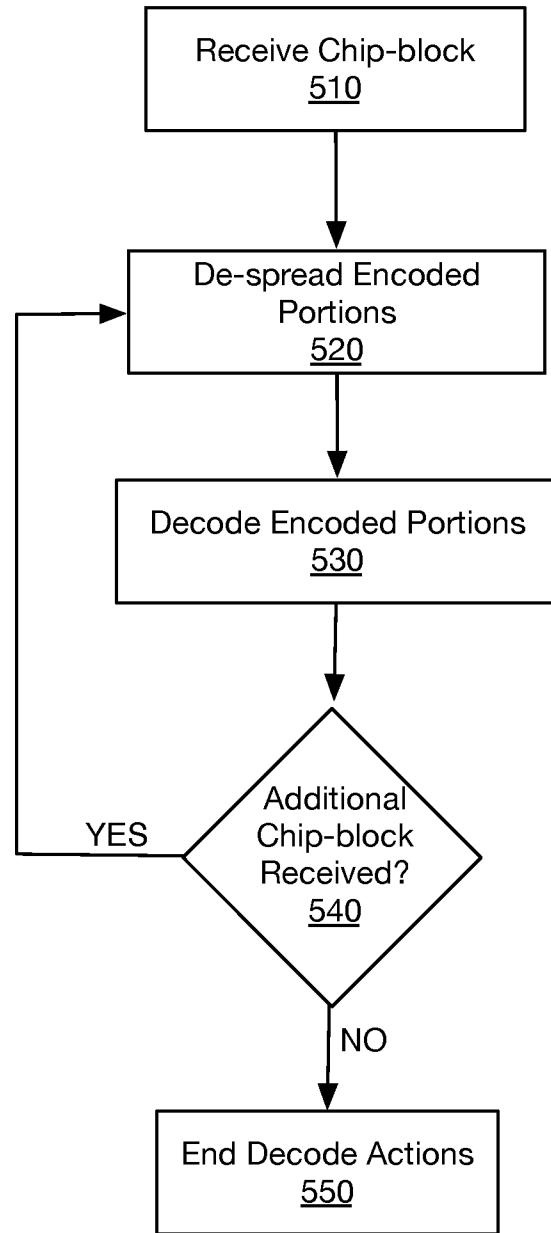 Receive Chip-block
510
De-spread Encoded
Portions
520
Decode Encoded Portions
530
Additional
Chip-block
Received?
540
YES
NO
End Decode Actions
550